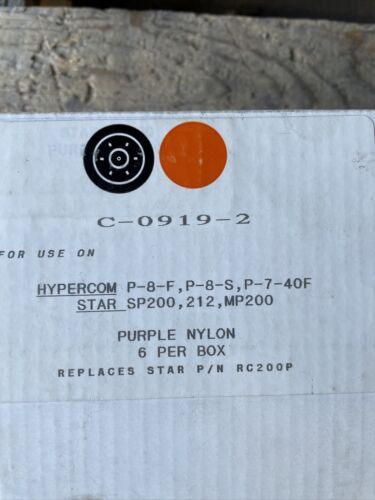 C-0919-2
FOR USE ON
HYPERCOM P-8-F,P-8-S,P-7-40F
STAR SP200,212,MP200
PURPLE NYLON
6 PER BOX
REPLACES STAR P/N RC200P